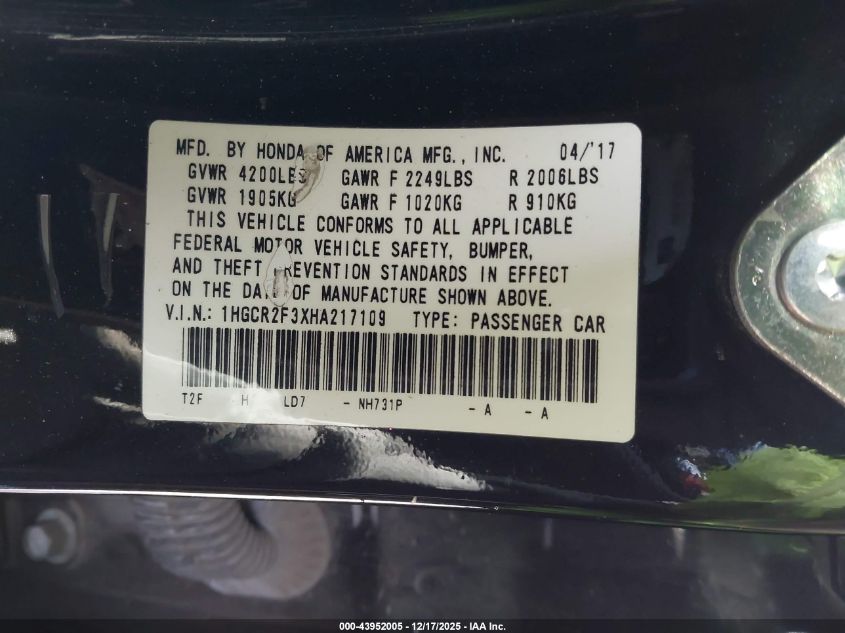 MFD. BY HONDA OF AMERICA MFG., INC. 04/'17
GVWR 4200LBS GAWR F 2249LBS R 2006LBS
GVWR 1905KG GAWR F 1020KG R 910KG
THIS VEHICLE CONFORMS TO ALL APPLICABLE
FEDERAL MOTOR VEHICLE SAFETY, BUMPER,
AND THEFT PREVENTION STANDARDS IN EFFECT
ON THE DATE OF MANUFACTURE SHOWN ABOVE.
V.I.N.: 1HGCR2F3XHA217109 TYPE: PASSENGER CAR
T2F H LD7 - NH731P - A - A
000-43952005 - 12/17/2025 - IAA Inc.